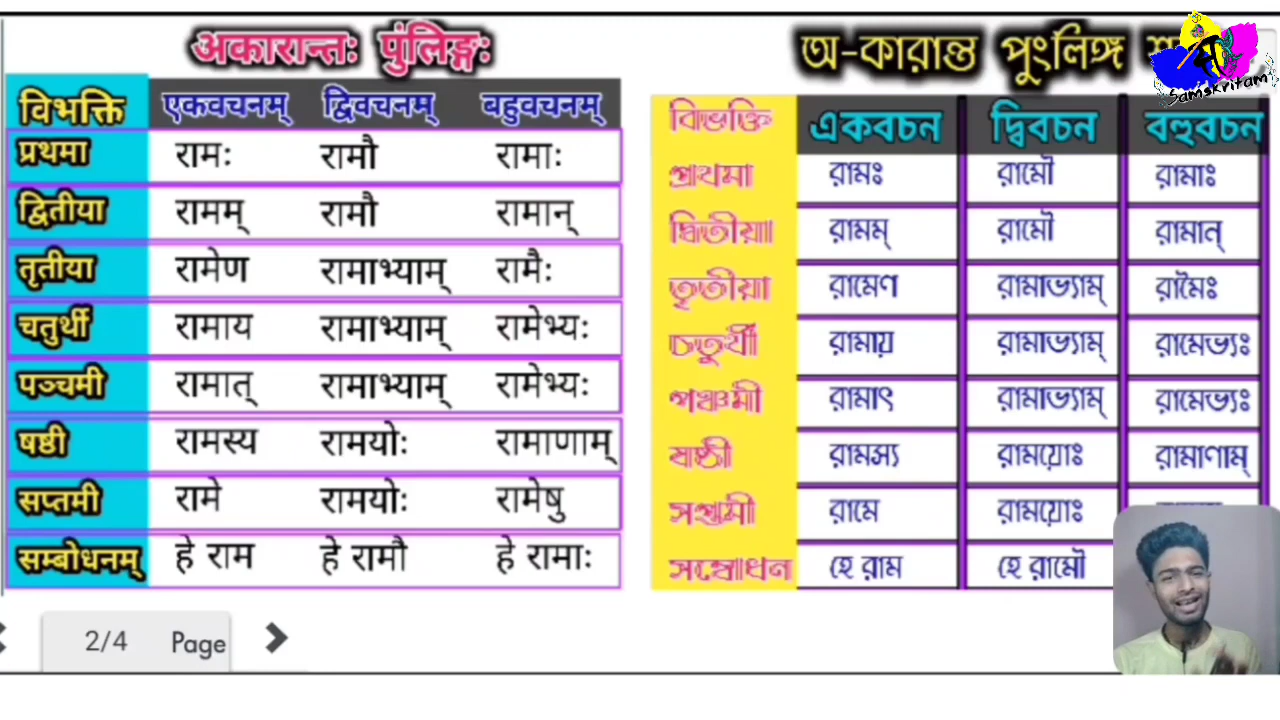 अकारान्तः पुंलिङ्गः
विभक्ति एकवचनम् द्विवचनम् बहुवचनम्
प्रथमा रामः रामौ रामाः
द्वितीया रामम् रामौ रामान्
तृतीया रामेण रामाभ्याम् रामैः
चतुर्थी रामाय रामाभ्याम् रामेभ्यः
पञ्चमी रामात् रामाभ्याम् रामेभ्यः
षष्ठी रामस्य रामयोः रामाणाम्
सप्तमी रामे रामयोः रामेषु
सम्बोधनम् हे राम हे रामौ हे रामाः
2/4 Page
অ-কারান্ত পুংলিঙ্গ
Samskritam
বিভক্তি একবচন দ্বিবচন বহুবচন
প্রাথমা রামঃ রামৌ রামাঃ
দ্বিতীয়া রামম্ রামৌ রামান্
তৃতীয়া রামেণ রামাভ্যাম্ রামৈঃ
চতুর্থী রামায় রামাভ্যাম্ রামেভ্যঃ
পঞ্চমী রামাৎ রামাভ্যাম্ রামেভ্যঃ
ষষ্ঠী রামস্য রাময়োঃ রামাণাম্
সপ্তমী রামে রাময়োঃ
সম্বোধন হে রাম হে রামৌ